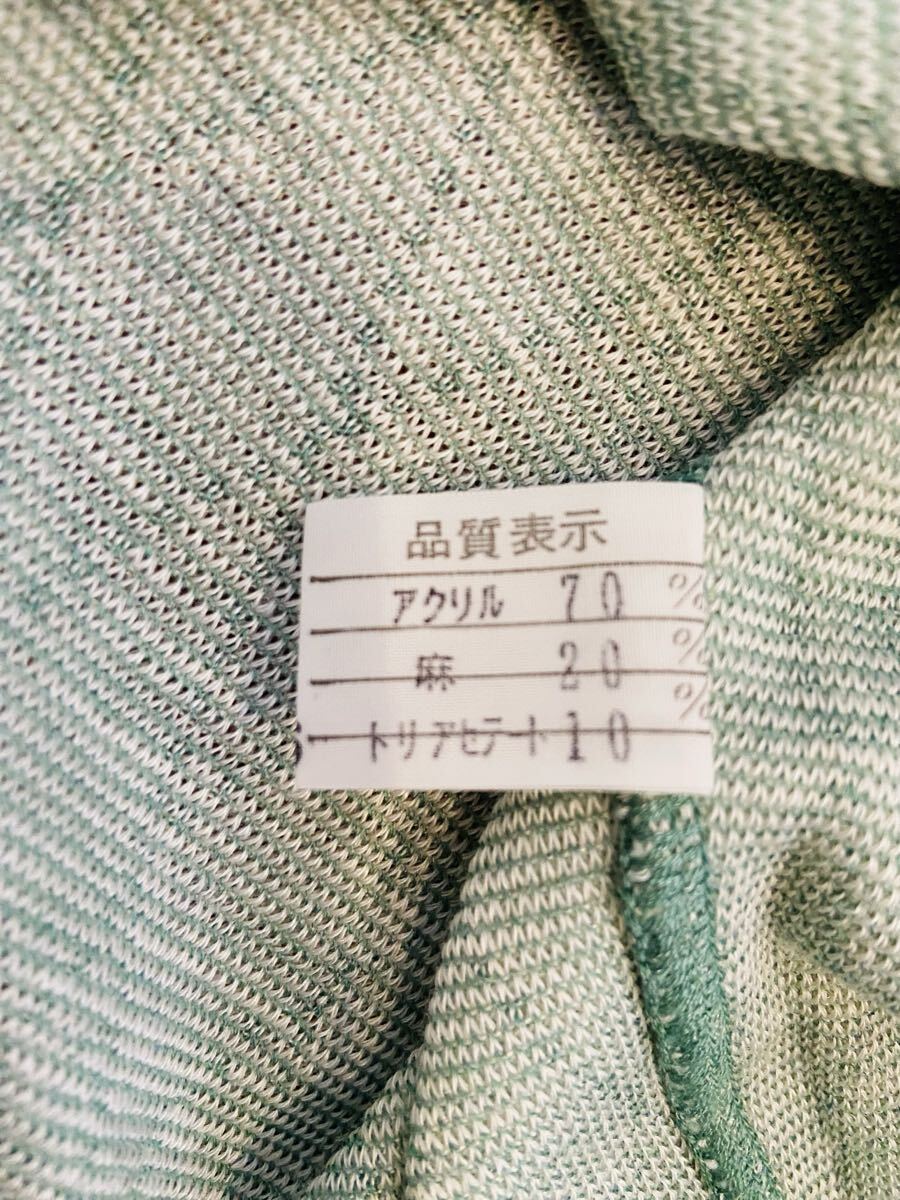 品質表示
アクリル 70 %
麻 20 %
トリアセテート 10 %